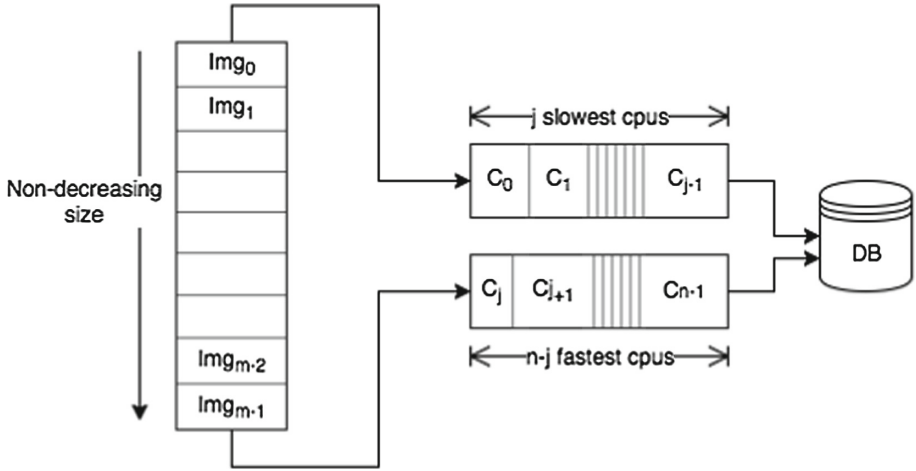 Img0
Img1
Non-decreasing
size
Imgm-2
Imgm-1
j slowest cpus
C0 C1 Cj-1
Cj Cj+1 Cn-1
n-j fastest cpus
DB